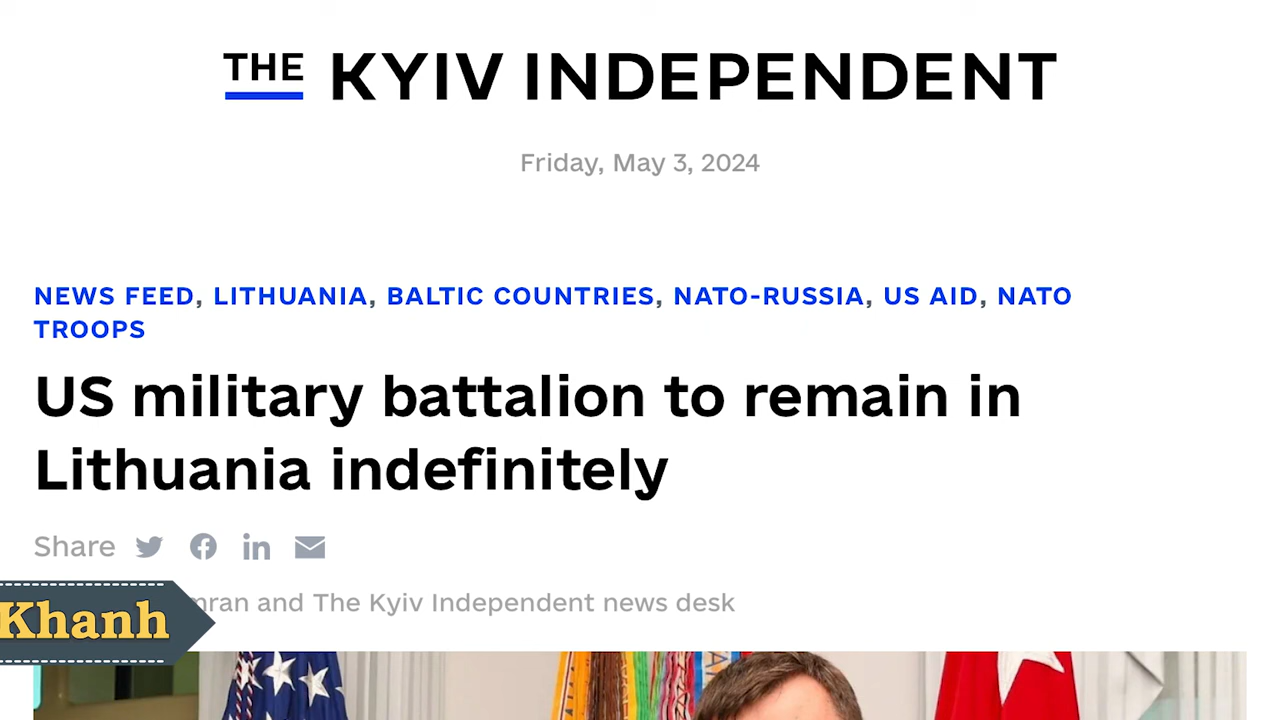 THE KYIV INDEPENDENT
Friday, May 3, 2024
NEWS FEED, LITHUANIA, BALTIC COUNTRIES, NATO-RUSSIA, US AID, NATO
TROOPS
US military battalion to remain in
Lithuania indefinitely
Share
and The Kyiv Independent news desk
Khanh